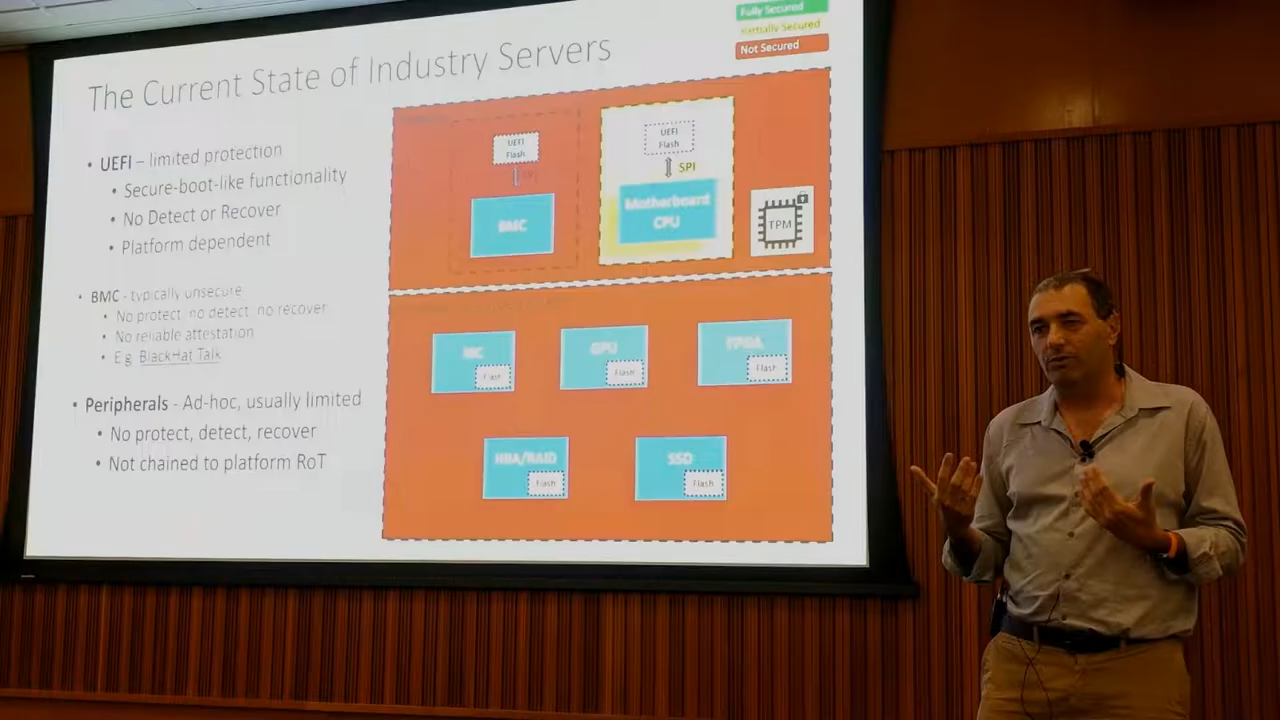 Fully Secured
Partially Secured
Not Secured
The Current State of Industry Servers
• UEFI – limited protection
• Secure-boot-like functionality
• No Detect or Recover
• Platform dependent
• BMC - typically unsecure
• No protect, no detect, no recover
• No reliable attestation
• E.g. BlackHat Talk
• Peripherals - Ad-hoc, usually limited
• No protect, detect, recover
• Not chained to platform RoT
UEFI
Flash
BMC
UEFI
Flash
SPI
Motherboard
CPU
TPM
NIC
Flash
GPU
Flash
FPGA
Flash
HBA/RAID
Flash
SSD
Flash